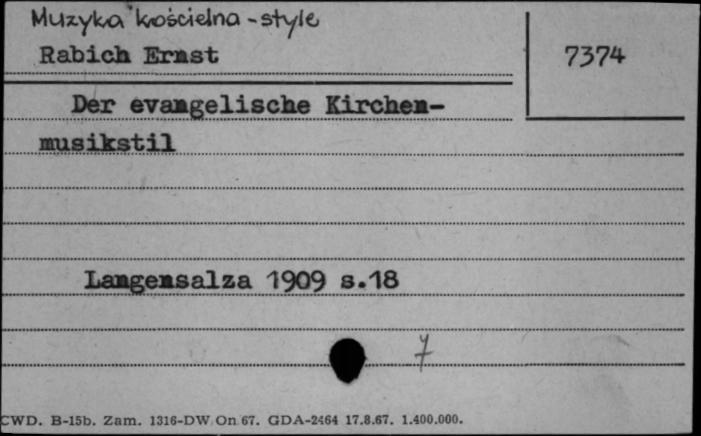 Muzyka kościelna - style
Rabich Ernst
7374
Der evangelische Kirchen-
musikstil
Langensalza 1909 s.18
7
CWD. B-15b. Zam. 1316-DW On 67. GDA-2464 17.8.67. 1.400.000.